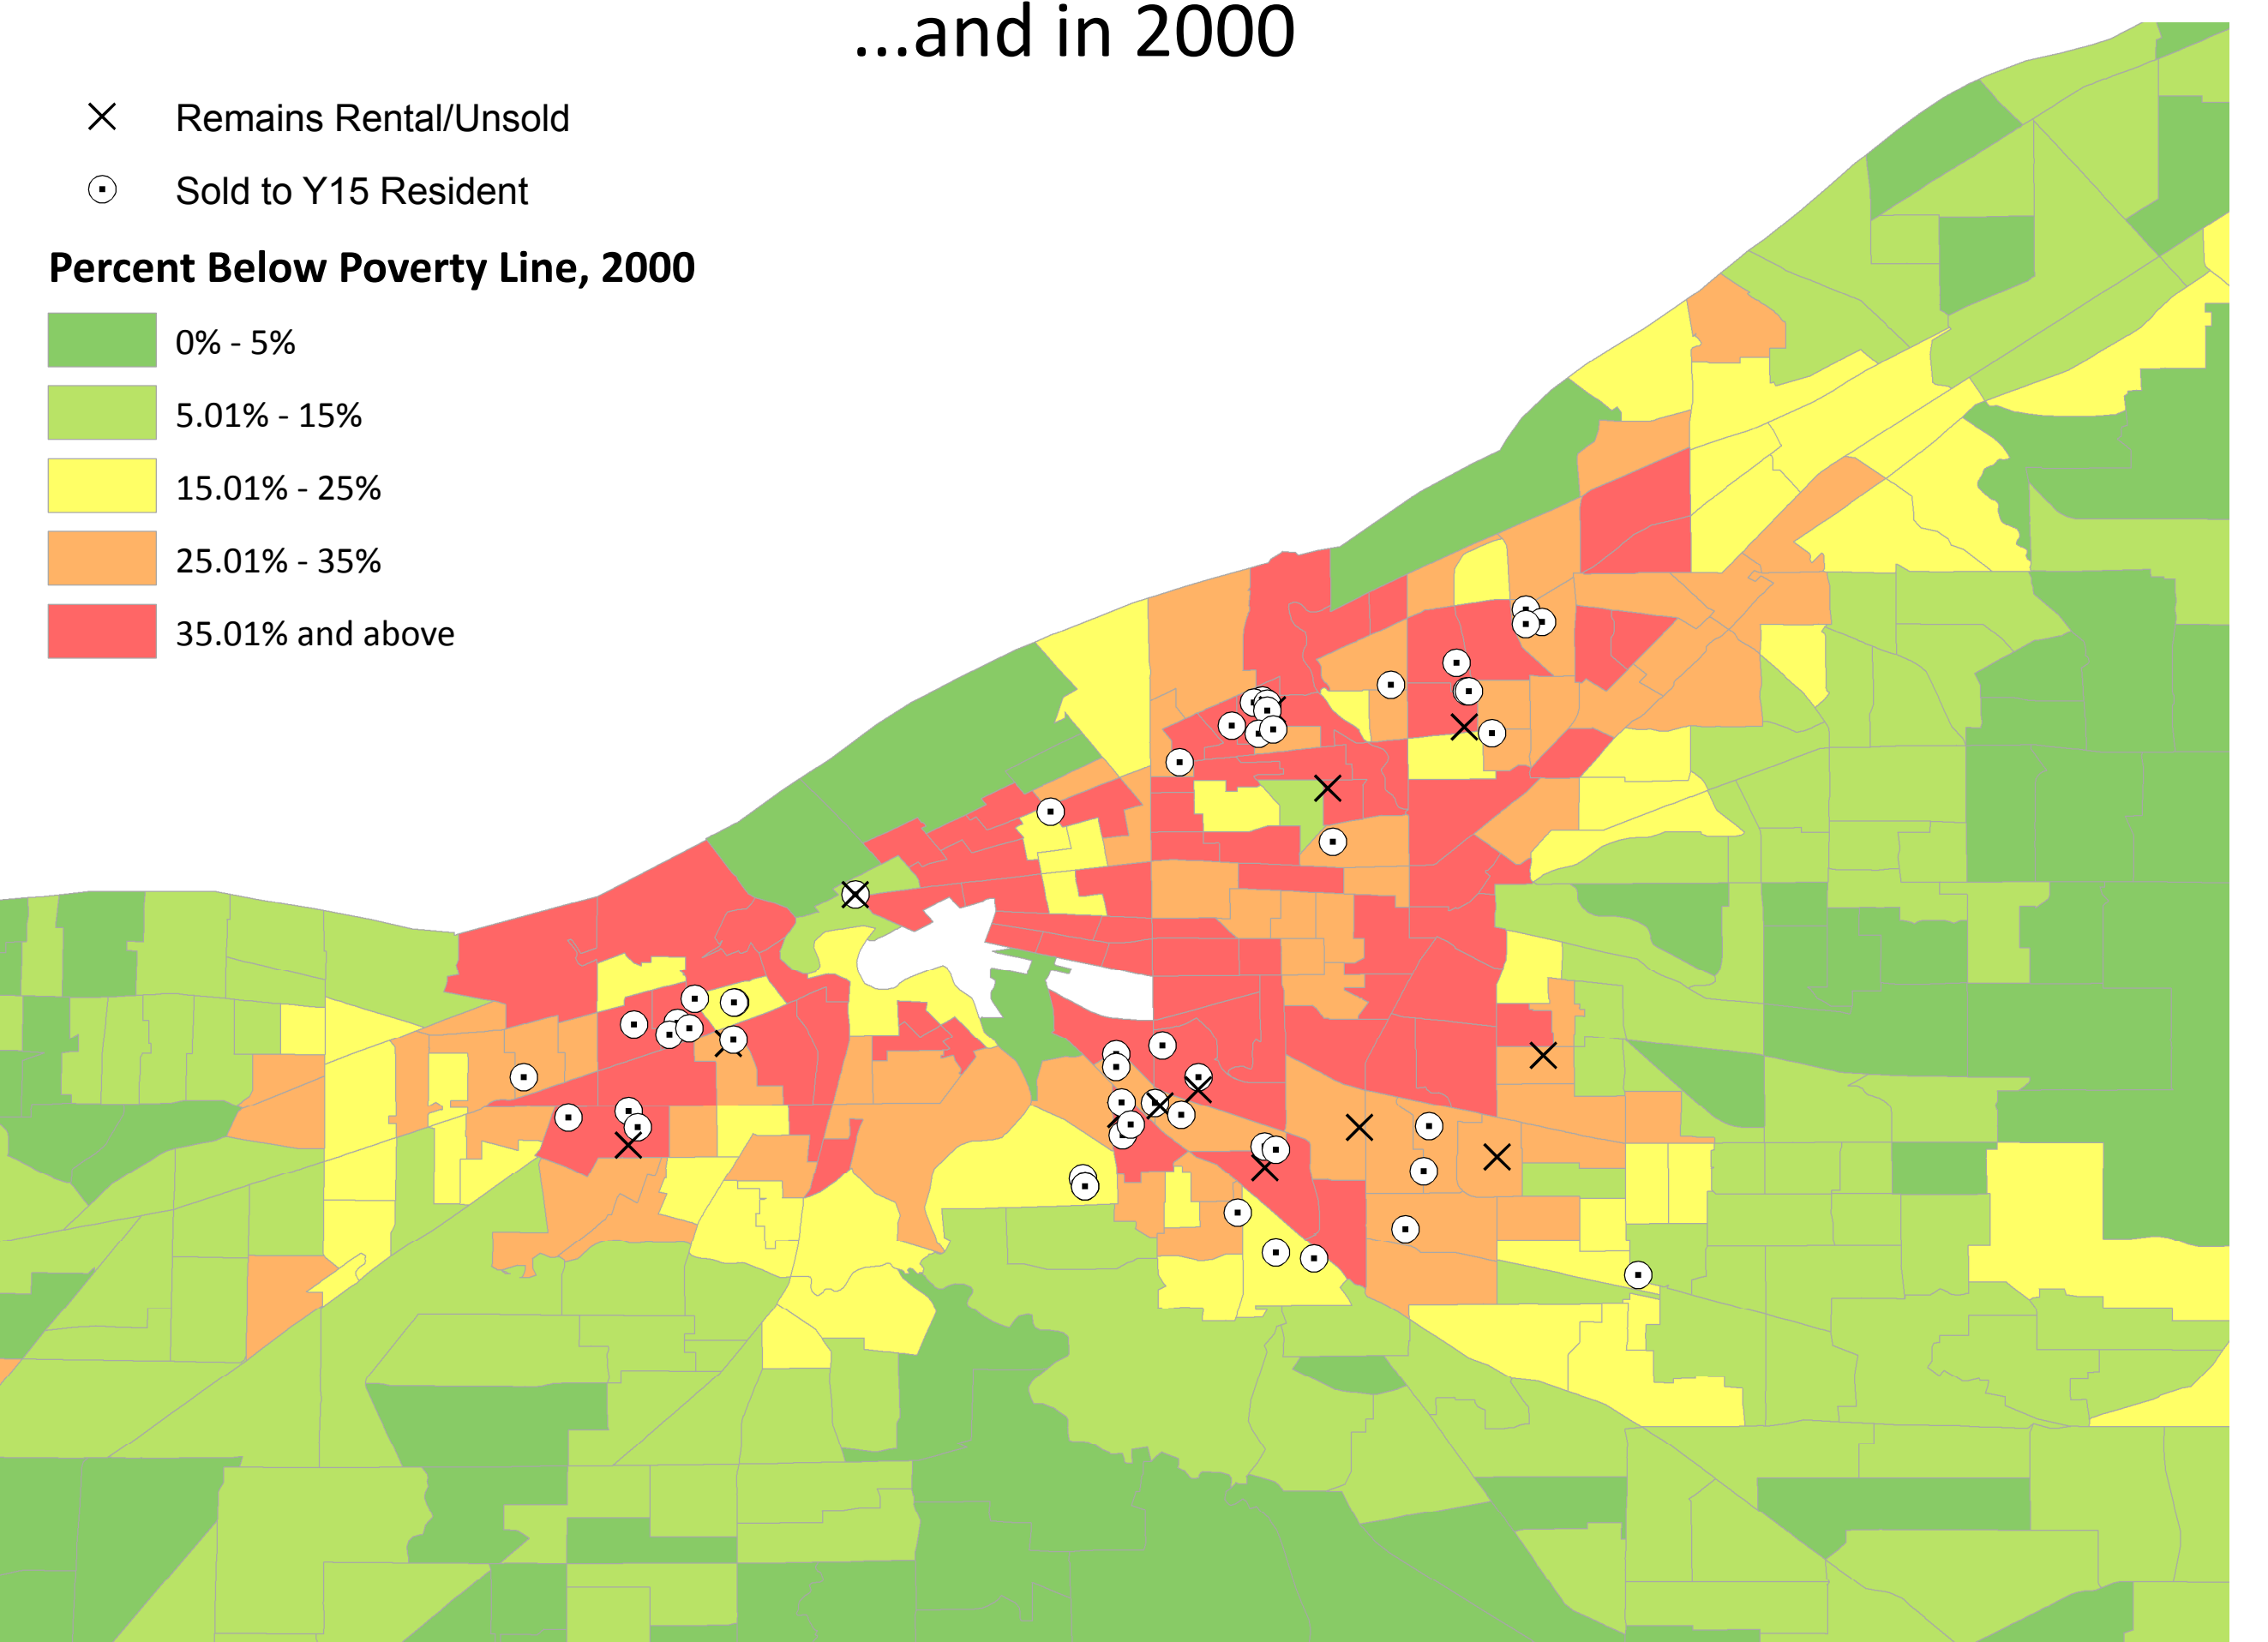 ...and in 2000
Remains Rental/Unsold
Sold to Y15 Resident
Percent Below Poverty Line, 2000
0% - 5%
5.01% - 15%
15.01% - 25%
25.01% - 35%
35.01% and above